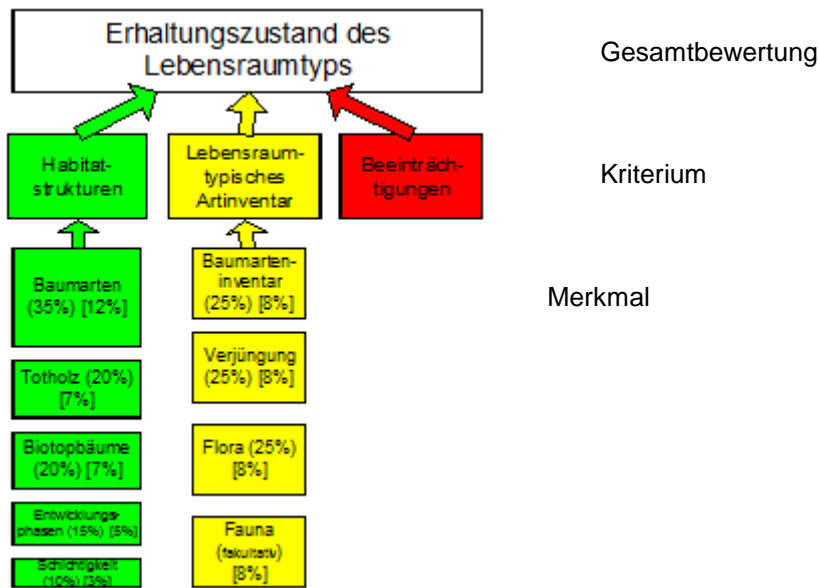 Erhaltungszustand des
Lebensraumtyps
Gesamtbewertung
Habitat-
strukturen
Lebensraum-
typisches
Artinventar
Beeinträch-
tigungen
Kriterium
Baumarten
(35%) [12%]
Baumarten-
inventar
(25%) [8%]
Merkmal
Totholz (20%)
[7%]
Verjüngung
(25%) [8%]
Biotopbäume
(20%) [7%]
Flora (25%)
[8%]
Entwicklungs-
phasen (15%) [5%]
Schichtigkeit
(10%) [3%]
Fauna
(fakultativ)
[8%]